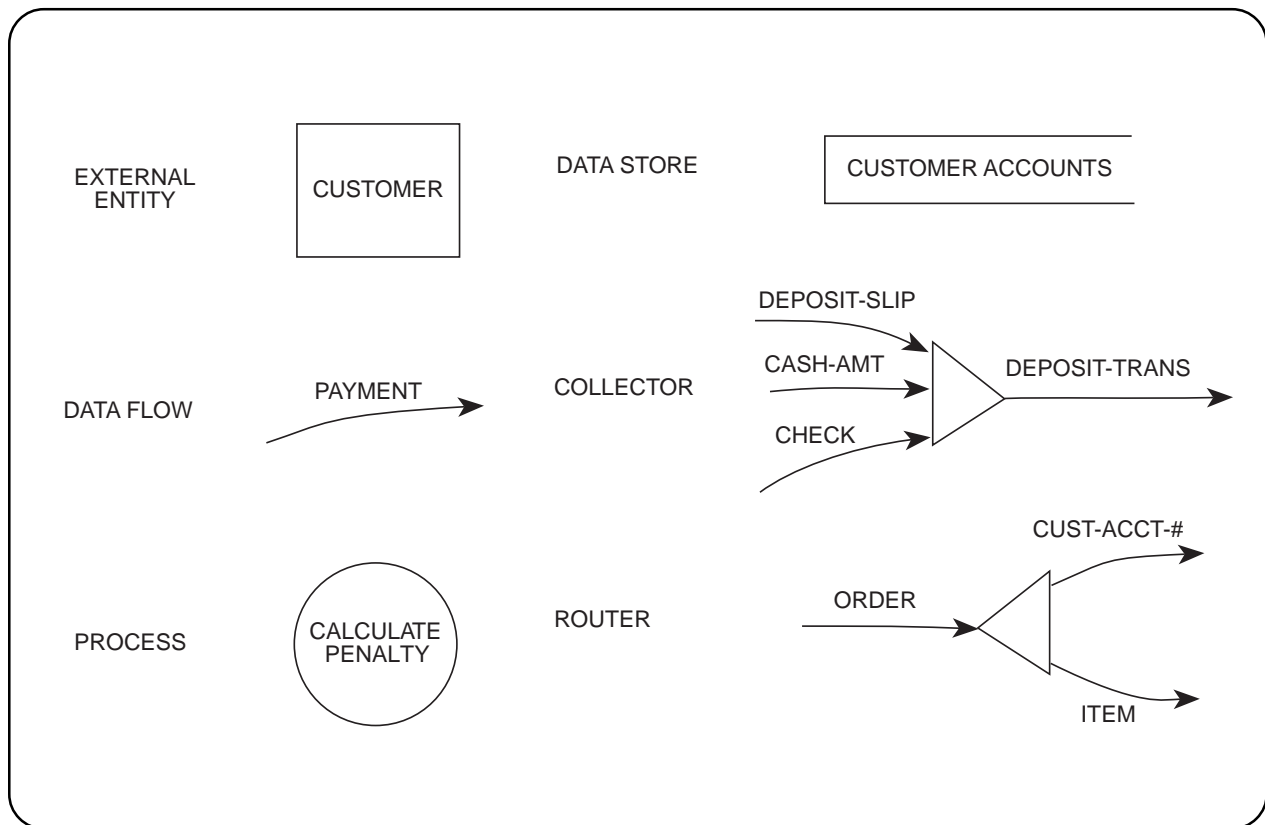 EXTERNAL
ENTITY
CUSTOMER
DATA STORE
CUSTOMER ACCOUNTS
DATA FLOW
PAYMENT
COLLECTOR
DEPOSIT-SLIP
CASH-AMT
CHECK
DEPOSIT-TRANS
PROCESS
CALCULATE
PENALTY
ROUTER
ORDER
CUST-ACCT-#
ITEM